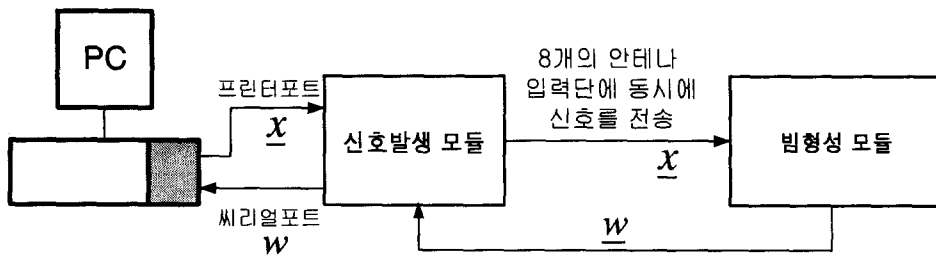 PC
프린터포트
x
씨리얼포트
w
신호발생 모듈
8개의 안테나
입력단에 동시에
신호를 전송
x
빔형성 모듈
w